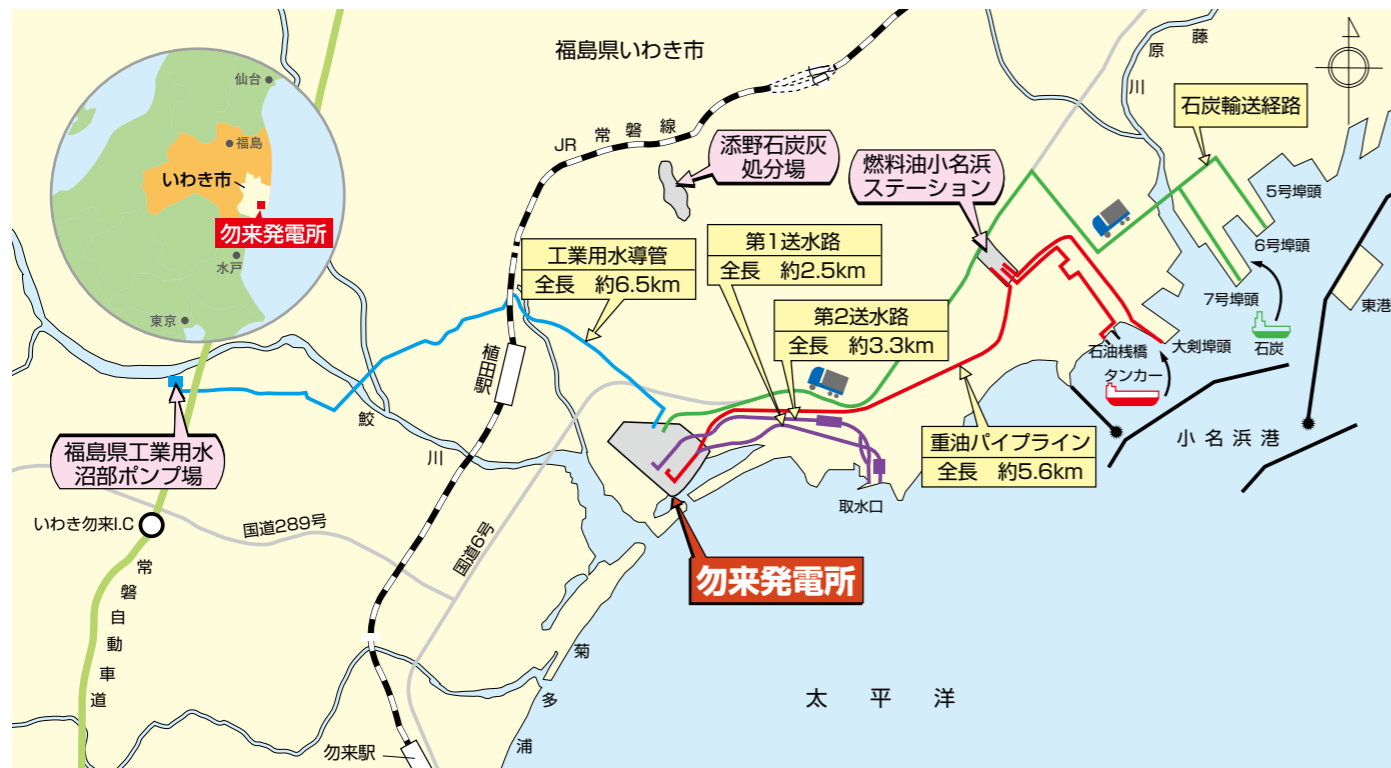 福島県いわき市
仙台
福島
いわき市
勿来発電所
水戸
東京
JR常磐線
添野石炭灰
処分場
燃料油小名浜
ステーション
藤原川
石炭輸送経路
5号埠頭
6号埠頭
7号埠頭
東港
石炭
大剣埠頭
石油桟橋
タンカー
小名浜港
工業用水導管
全長 約6.5km
第1送水路
全長 約2.5km
第2送水路
全長 約3.3km
重油パイプライン
全長 約5.6km
植田駅
鮫川
福島県工業用水
沼部ポンプ場
いわき勿来I.C
国道289号
国道6号
取水口
勿来発電所
常磐自動車道
菊多浦
太平洋
勿来駅